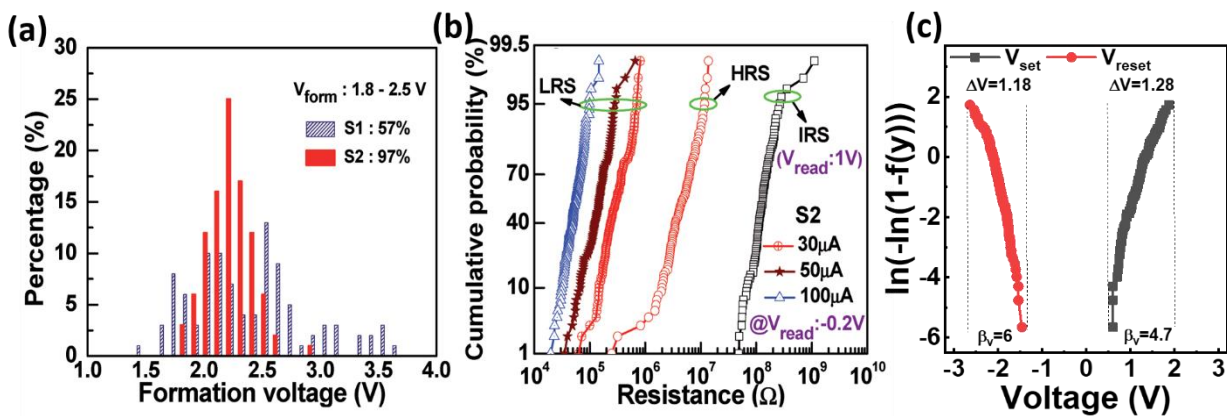 (a)
30
25
20
15
10
5
0
Percentage (%)
V_form : 1.8 - 2.5 V
S1 : 57%
S2 : 97%
1.0 1.5 2.0 2.5 3.0 3.5 4.0
Formation voltage (V)
(b)
99.5
95
70
40
10
1
Cumulative probability (%)
LRS
HRS
IRS
(V_read:1V)
S2
30μA
50μA
100μA
@V_read:-0.2V
10^4 10^5 10^6 10^7 10^8 10^9 10^10
Resistance (Ω)
(c)
V_set V_reset
ΔV=1.18 ΔV=1.28
2
0
-2
-4
-6
ln(-ln(1-f(y)))
β_v=6 β_v=4.7
-3 -2 -1 0 1 2 3
Voltage (V)